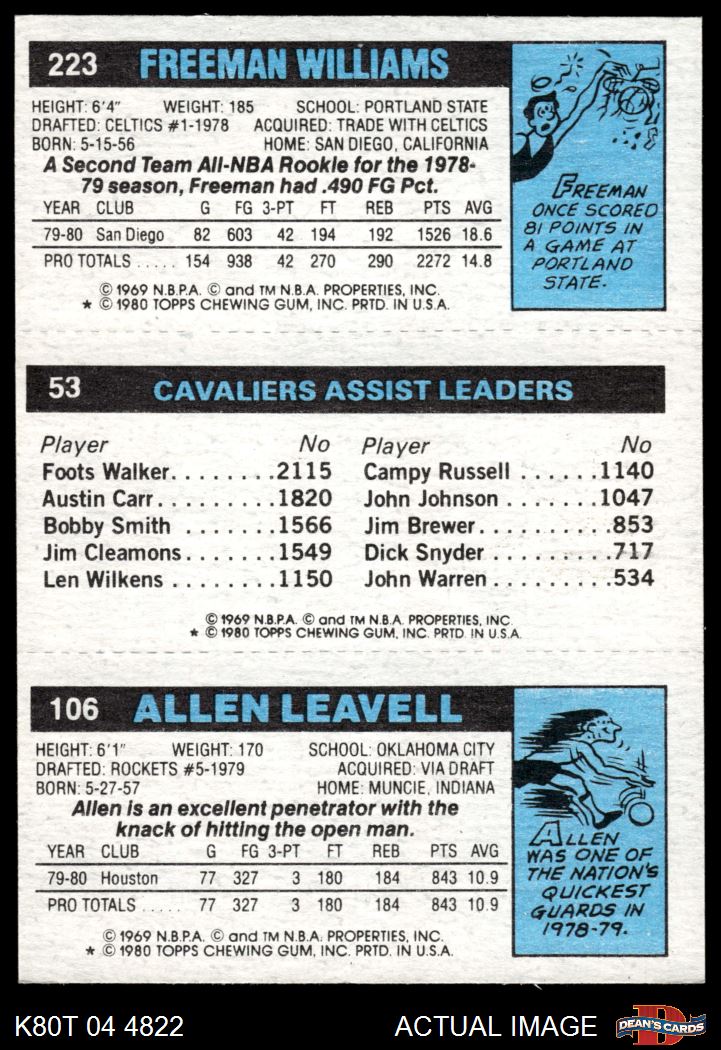 223 FREEMAN WILLIAMS
HEIGHT: 6'4" WEIGHT: 185 SCHOOL: PORTLAND STATE
DRAFTED: CELTICS #1-1978 ACQUIRED: TRADE WITH CELTICS
BORN: 5-15-56 HOME: SAN DIEGO, CALIFORNIA
A Second Team All-NBA Rookie for the 1978-
79 season, Freeman had .490 FG Pct.
YEAR CLUB G FG 3-PT FT REB PTS AVG
79-80 San Diego 82 603 42 194 192 1526 18.6
PRO TOTALS ..... 154 938 42 270 290 2272 14.8
© 1969 N.B.P.A. © and TM N.B.A. PROPERTIES, INC.
★ © 1980 TOPPS CHEWING GUM, INC. PRTD. IN U.S.A.
FREEMAN
ONCE SCORED
81 POINTS IN
A GAME AT
PORTLAND
STATE.
53 CAVALIERS ASSIST LEADERS
Player No Player No
Foots Walker........2115 Campy Russell ......1140
Austin Carr.........1820 John Johnson .......1047
Bobby Smith .......1566 Jim Brewer.........853
Jim Cleamons.......1549 Dick Snyder ........717
Len Wilkens ........1150 John Warren .........534
© 1969 N.B.P.A. © and TM N.B.A. PROPERTIES, INC.
★ © 1980 TOPPS CHEWING GUM, INC. PRTD. IN U.S.A.
106 ALLEN LEAVELL
HEIGHT: 6'1" WEIGHT: 170 SCHOOL: OKLAHOMA CITY
DRAFTED: ROCKETS #5-1979 ACQUIRED: VIA DRAFT
BORN: 5-27-57 HOME: MUNCIE, INDIANA
Allen is an excellent penetrator with the
knack of hitting the open man.
YEAR CLUB G FG 3-PT FT REB PTS AVG
79-80 Houston 77 327 3 180 184 843 10.9
PRO TOTALS ..... 77 327 3 180 184 843 10.9
© 1969 N.B.P.A. © and TM N.B.A. PROPERTIES, INC.
★ © 1980 TOPPS CHEWING GUM, INC. PRTD. IN U.S.A.
ALLEN
WAS ONE OF
THE NATION'S
QUICKEST
GUARDS IN
1978-79.
K80T 04 4822 ACTUAL IMAGE D DEAN'S CARDS